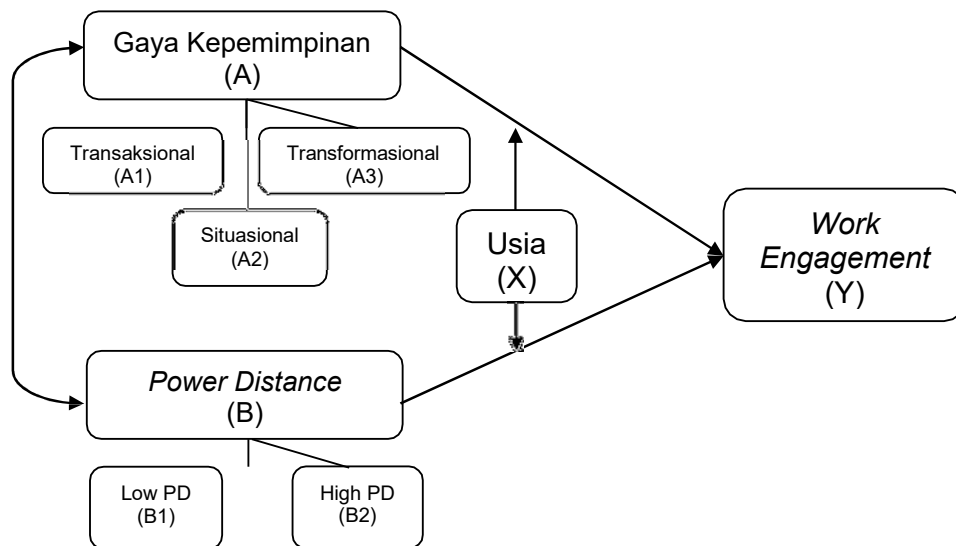 Gaya Kepemimpinan
(A)
Transaksional
(A1)
Transformasional
(A3)
Situasional
(A2)
Usia
(X)
Work
Engagement
(Y)
Power Distance
(B)
Low PD
(B1)
High PD
(B2)